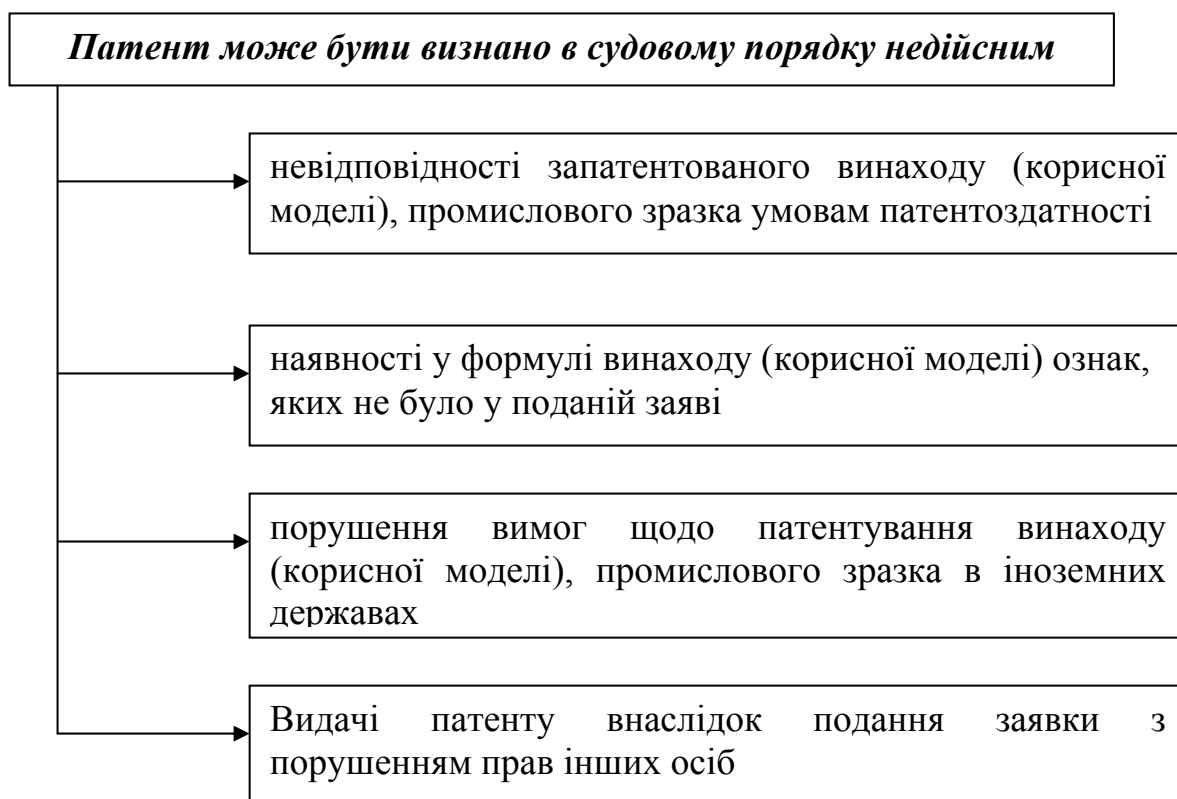 Патент може бути визнано в судовому порядку недійсним
невідповідності запатентованого винаходу (корисної
моделі), промислового зразка умовам патентоздатності
наявності у формулі винаходу (корисної моделі) ознак,
яких не було у поданій заяві
порушення вимог щодо патентування винаходу
(корисної моделі), промислового зразка в іноземних
державах
Видачі патенту внаслідок подання заявки з
порушенням прав інших осіб